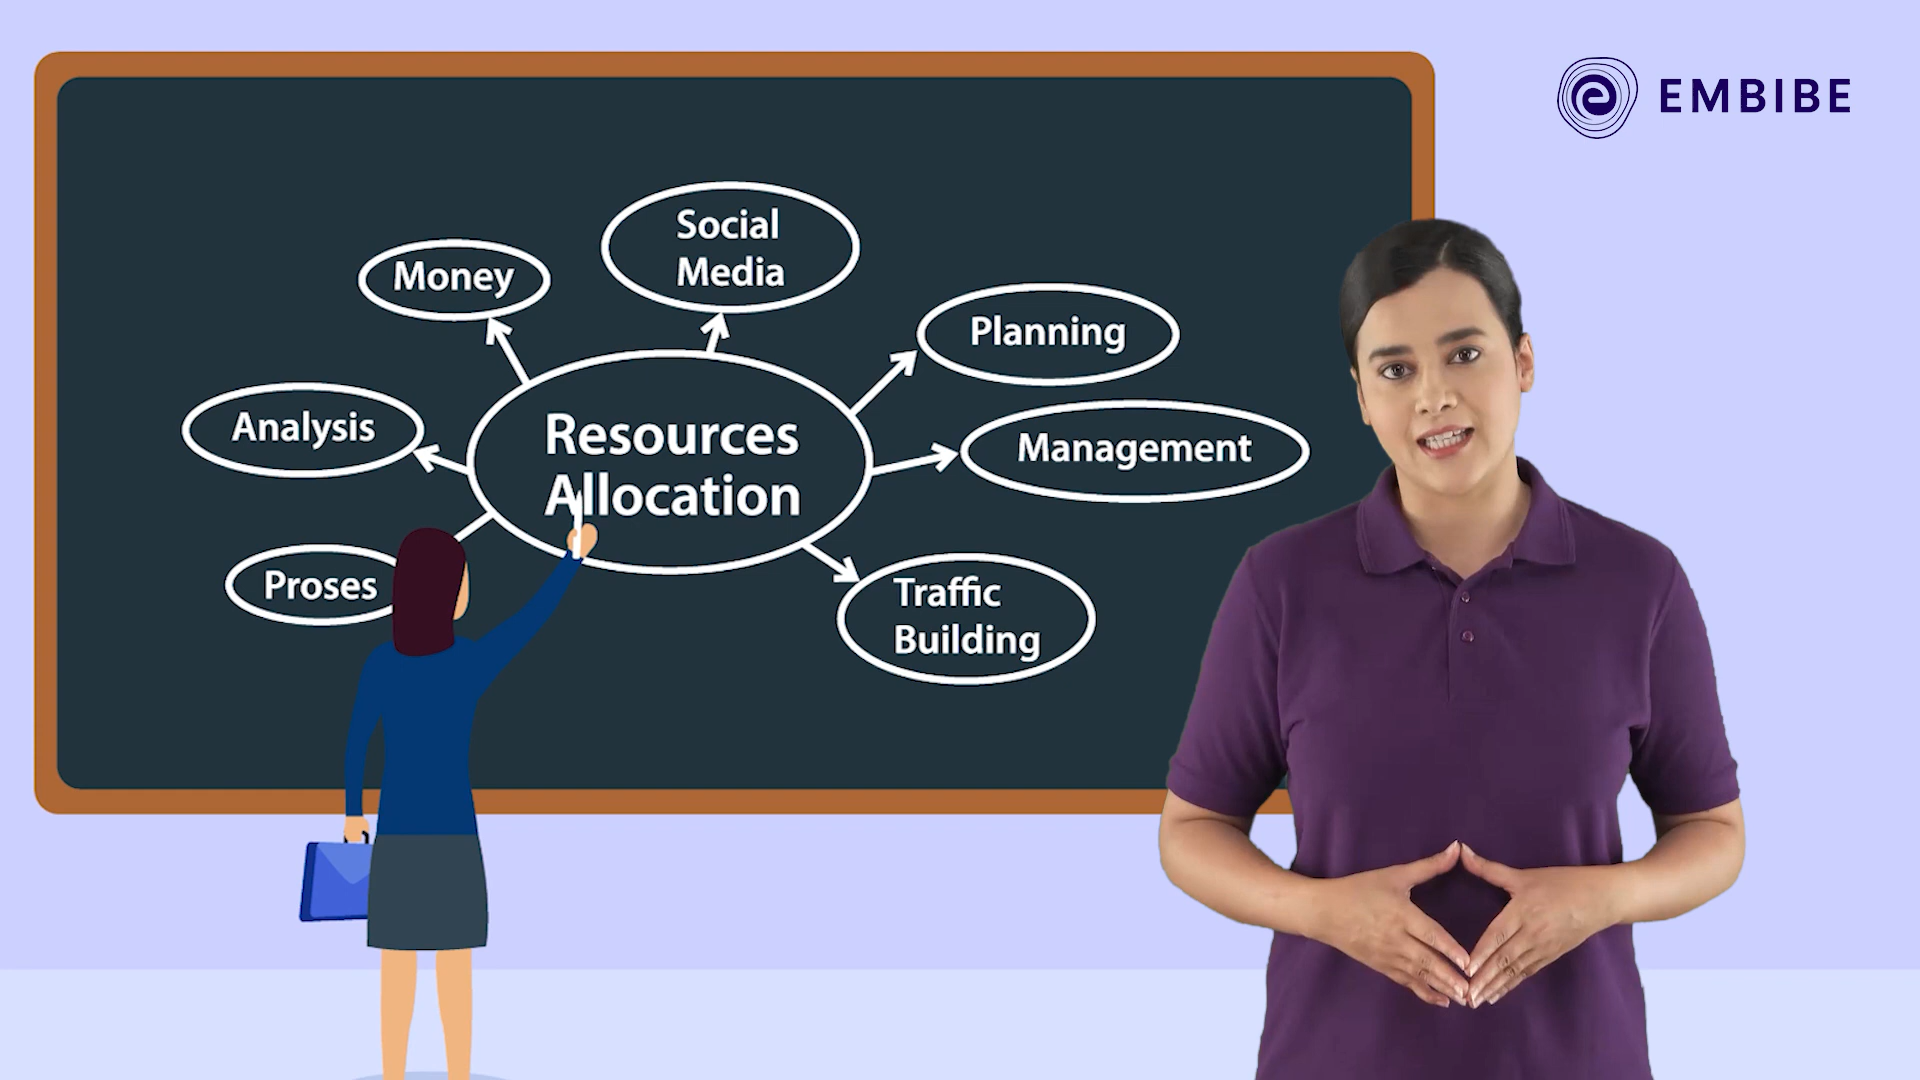 EMBIBE
Social
Media
Money
Planning
Analysis
Resources
Allocation
Management
Proses
Traffic
Building